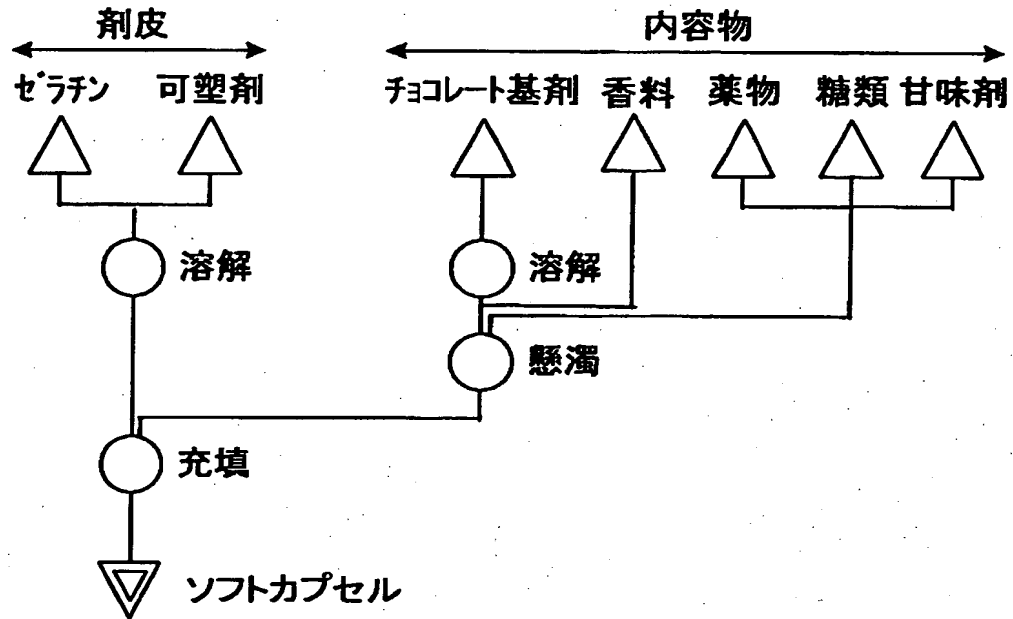 剤皮
内容物
ゼラチン
可塑剤
チョコレート基剤
香料
薬物
糖類
甘味剤
溶解
溶解
懸濁
充填
ソフトカプセル